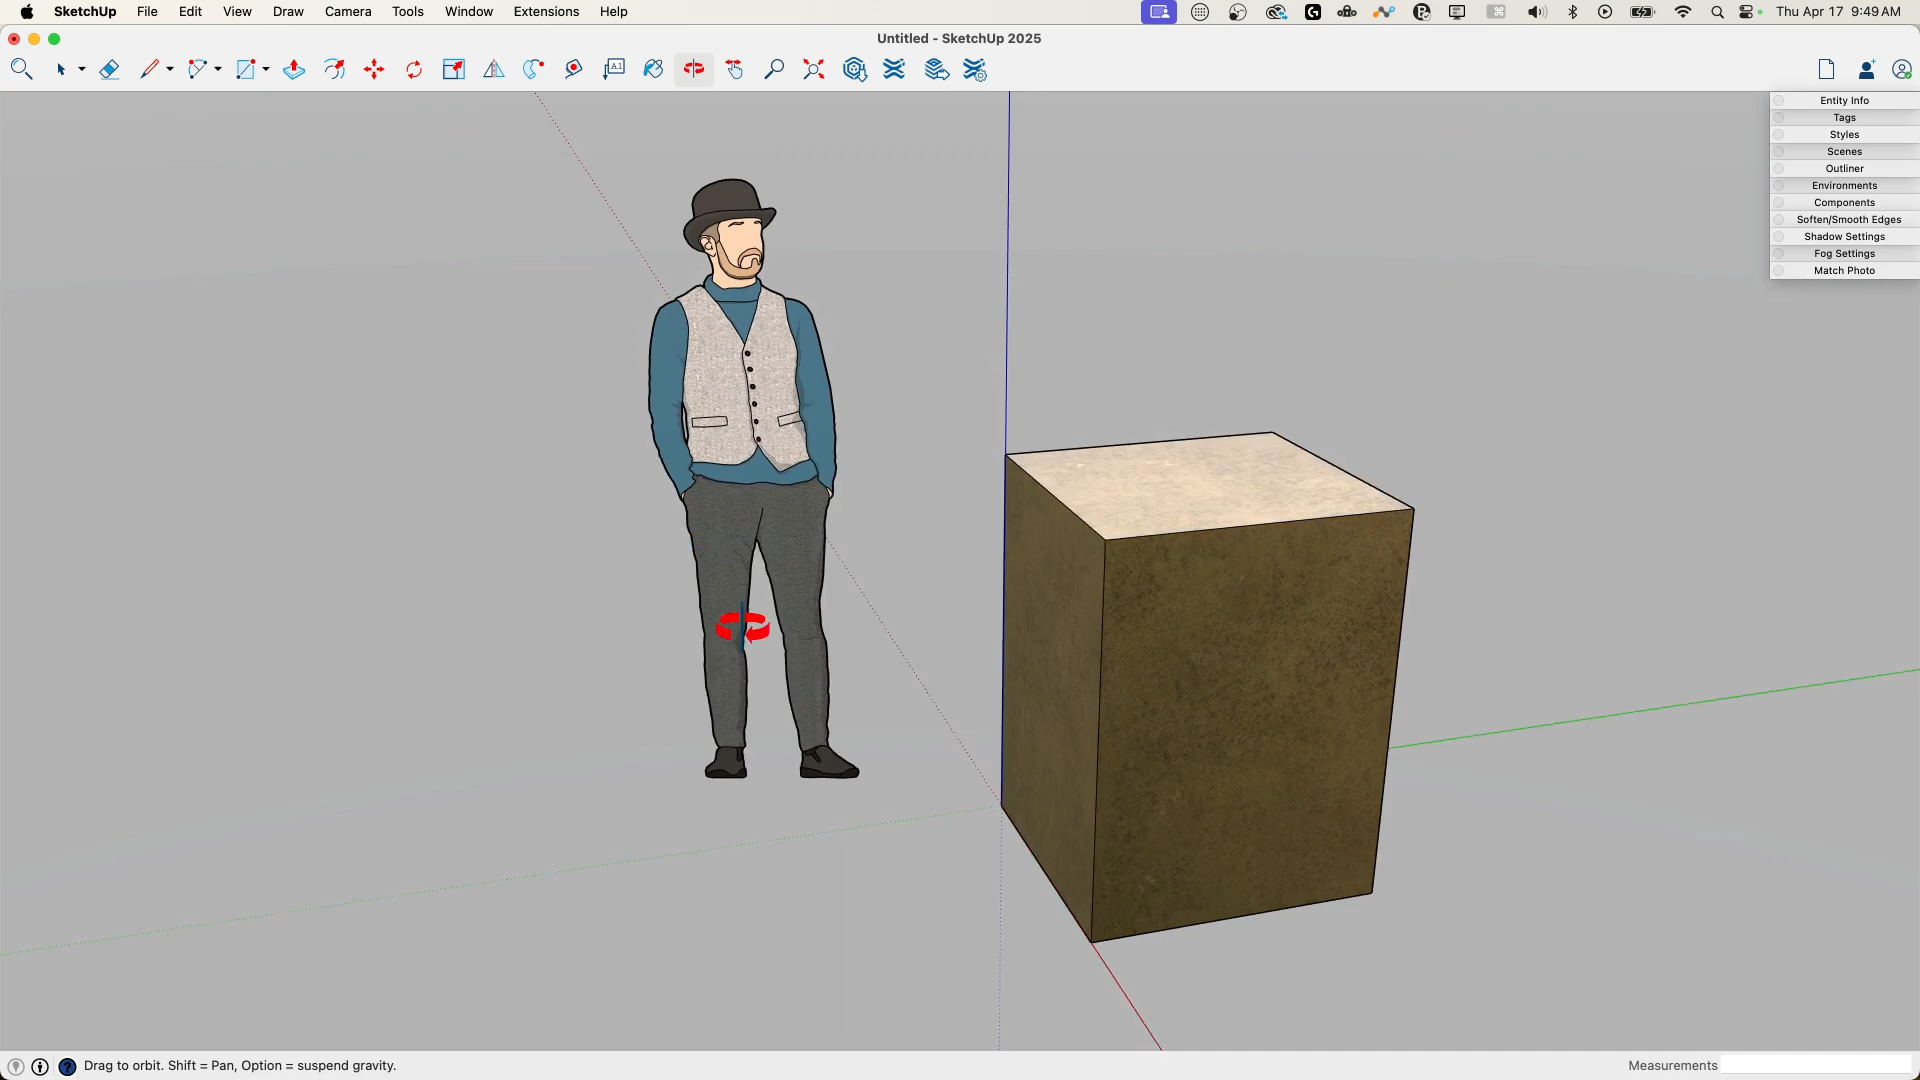 SketchUp File Edit View Draw Camera Tools Window Extensions Help Thu Apr 17 9:49 AM
Untitled - SketchUp 2025
A1
Entity Info
Tags
Styles
Scenes
Outliner
Environments
Components
Soften/Smooth Edges
Shadow Settings
Fog Settings
Match Photo
Drag to orbit. Shift = Pan, Option = suspend gravity. Measurements